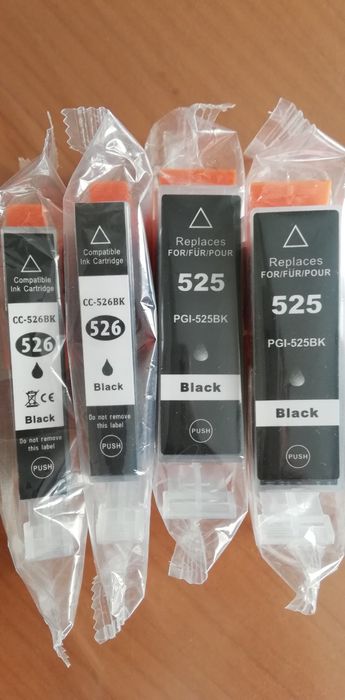 Compatible
Ink Cartridge
CC-526BK
526
CE
Black
Do not remove
this label
PUSH
Compatible
Ink Cartridge
CC-526BK
526
Black
Do not remove
this label
PUSH
Replaces
FOR/FÜR/POUR
525
PGI-525BK
Black
PUSH
Replaces
FOR/FÜR/POUR
525
PGI-525BK
Black
PUSH